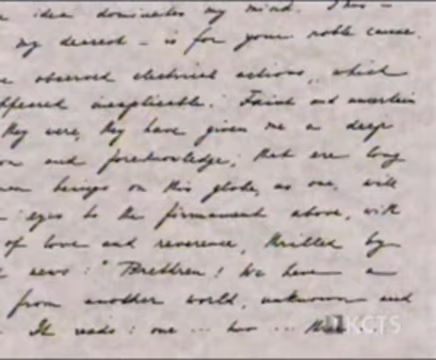 idea dominates my mind. This –
my dearest – is for your noble cause.
observed electrical actions, which
appeared inexplicable. Faint and uncertain
they were, they have given me a deep
and foreknowledge, that ere long
beings on this globe, as one, will
eyes to the firmament above, with
of love and reverence, thrilled by
news: "Brethren! We have a
from another world, unknown and
It reads: one ... two ...
KCTS